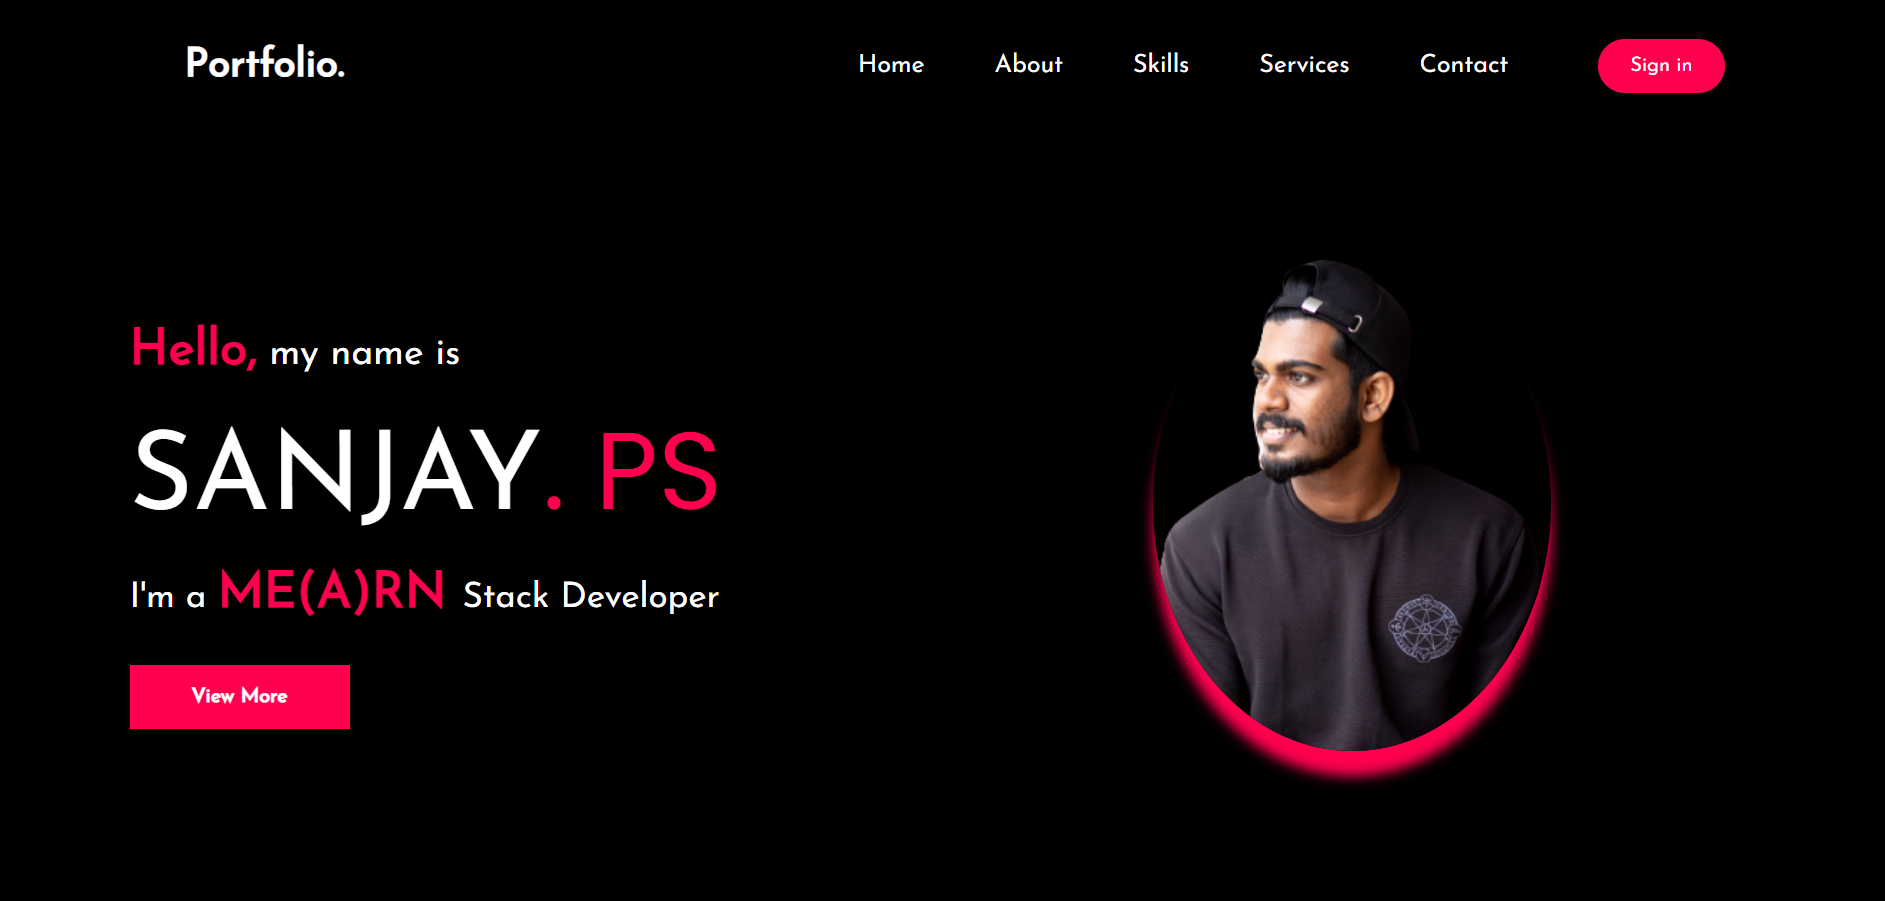 Portfolio.
Home About Skills Services Contact Sign in
Hello, my name is
SANJAY. PS
I'm a ME(A)RN Stack Developer
View More